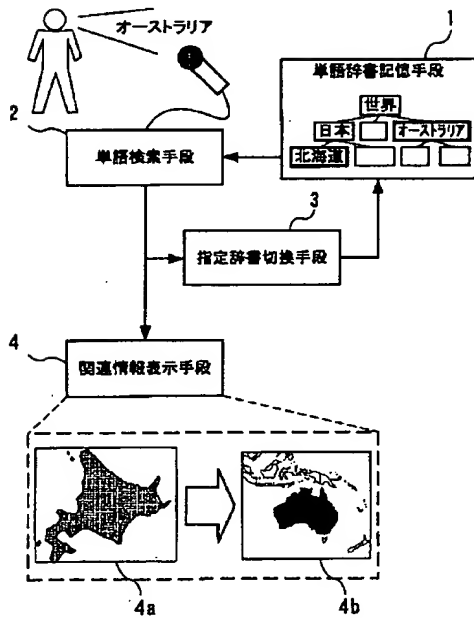 オーストラリア
1
単語辞書記憶手段
世界
日本
オーストラリア
北海道
2
単語検索手段
3
指定辞書切換手段
4
関連情報表示手段
4a
4b